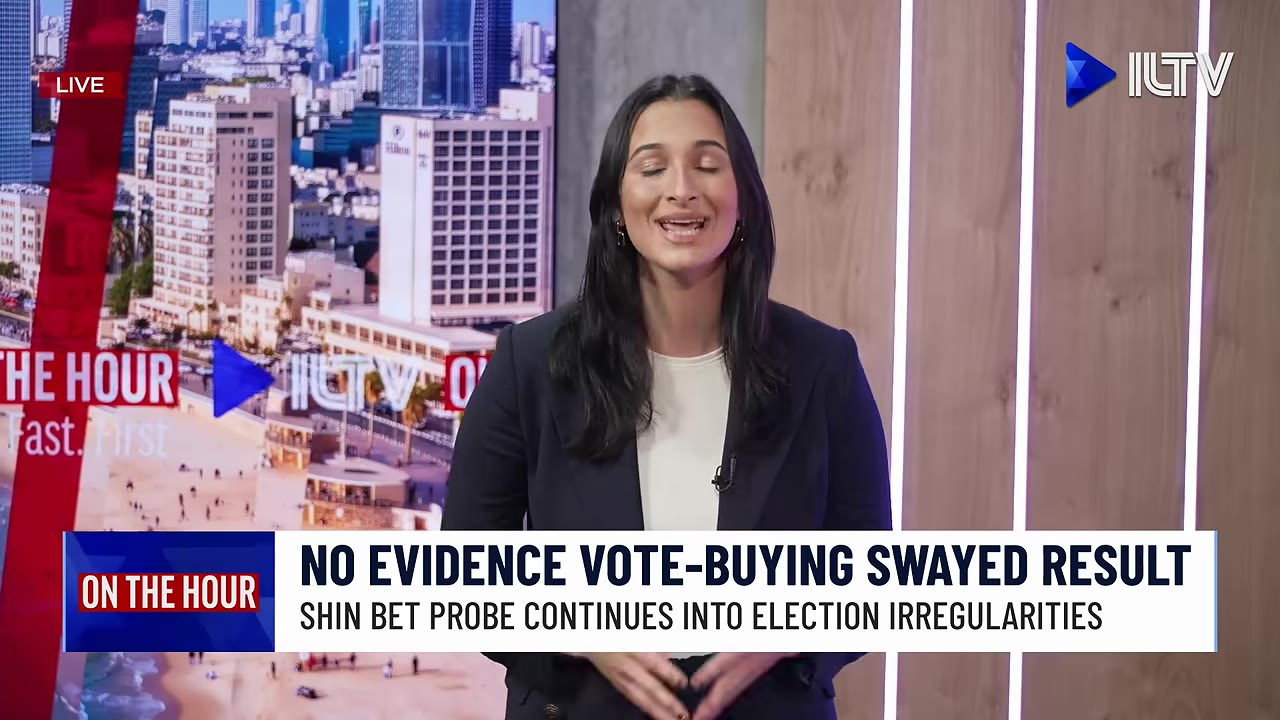 LIVE
ILTV
THE HOUR
ILTV
Fast. First
ON THE HOUR
NO EVIDENCE VOTE-BUYING SWAYED RESULT
SHIN BET PROBE CONTINUES INTO ELECTION IRREGULARITIES